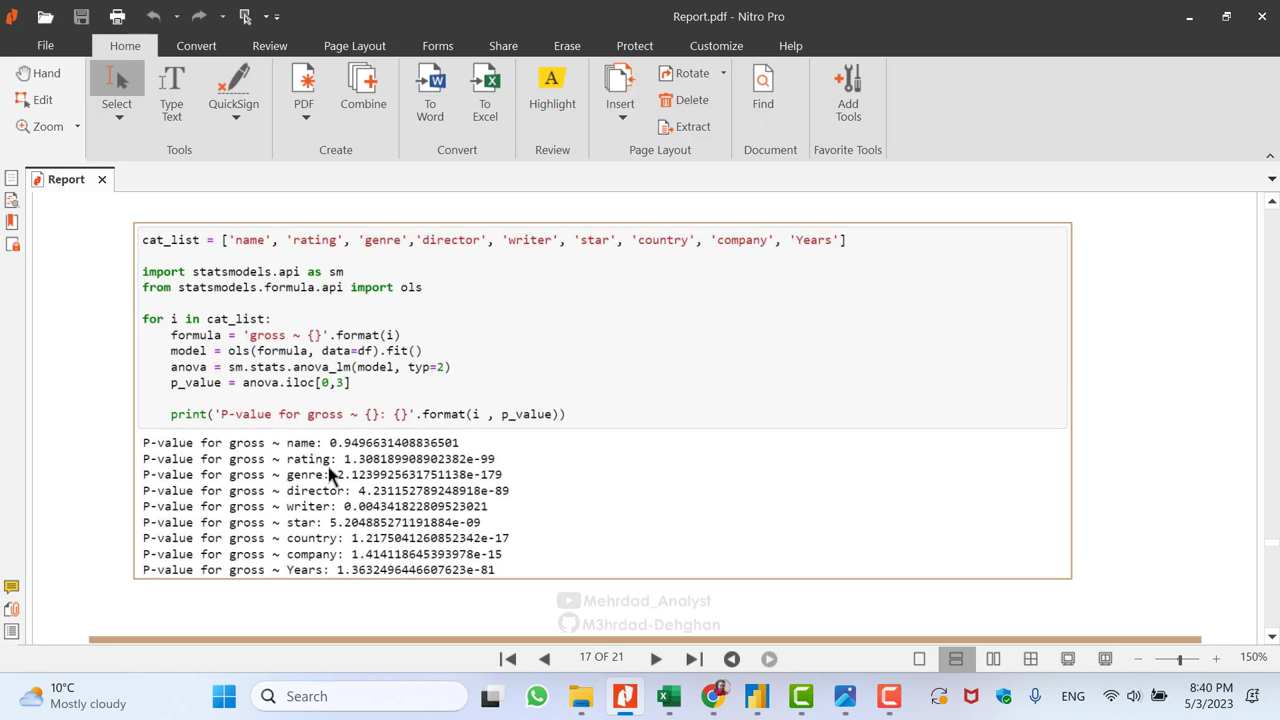 Report.pdf - Nitro Pro
File Home Convert Review Page Layout Forms Share Erase Protect Customize Help
Hand
Edit
Zoom
Select
Type Text
QuickSign
PDF
Combine
To Word
To Excel
Highlight
Insert
Rotate
Delete
Extract
Find
Add Tools
Tools Create Convert Review Page Layout Document Favorite Tools
Report
cat_list = ['name', 'rating', 'genre','director', 'writer', 'star', 'country', 'company', 'Years']
import statsmodels.api as sm
from statsmodels.formula.api import ols
for i in cat_list:
formula = 'gross ~ {}'.format(i)
model = ols(formula, data=df).fit()
anova = sm.stats.anova_lm(model, typ=2)
p_value = anova.iloc[0,3]
print('P-value for gross ~ {}: {}'.format(i , p_value))
P-value for gross ~ name: 0.9496631408836501
P-value for gross ~ rating: 1.308189908902382e-99
P-value for gross ~ genre: 2.1239925631751138e-179
P-value for gross ~ director: 4.231152789248918e-89
P-value for gross ~ writer: 0.004341822809523021
P-value for gross ~ star: 5.204885271191884e-09
P-value for gross ~ country: 1.2175041260852342e-17
P-value for gross ~ company: 1.414118645393978e-15
P-value for gross ~ Years: 1.3632496446607623e-81
Mehrdad_Analyst
M3hrdad-Dehghan
17 OF 21
150%
10°C
Mostly cloudy
Search
ENG
8:40 PM
5/3/2023